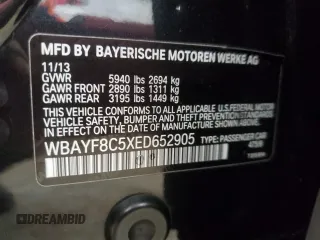 MFD BY BAYERISCHE MOTOREN WERKE AG
11/13
GVWR 5940 lbs 2694 kg
GAWR FRONT 2890 lbs 1311 kg
GAWR REAR 3195 lbs 1449 kg
THIS VEHICLE CONFORMS TO ALL APPLICABLE U.S. FEDERAL MOTOR
VEHICLE SAFETY, BUMPER AND THEFT PREVENTION STANDARDS IN
EFFECT ON THE DATE OF MANUFACTURE SHOWN ABOVE.
WBAYF8C5XED652905 TYPE: PASSENGER CAR
DREAMBID